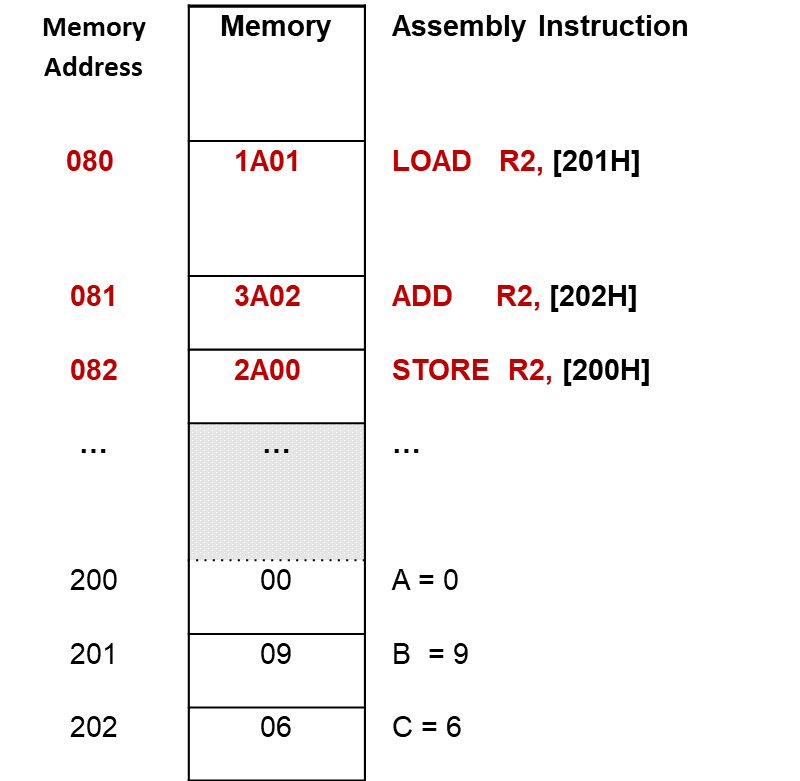 Memory Address Memory Assembly Instruction
080 1A01 LOAD R2, [201H]
081 3A02 ADD R2, [202H]
082 2A00 STORE R2, [200H]
... ... ...
200 00 A = 0
201 09 B = 9
202 06 C = 6